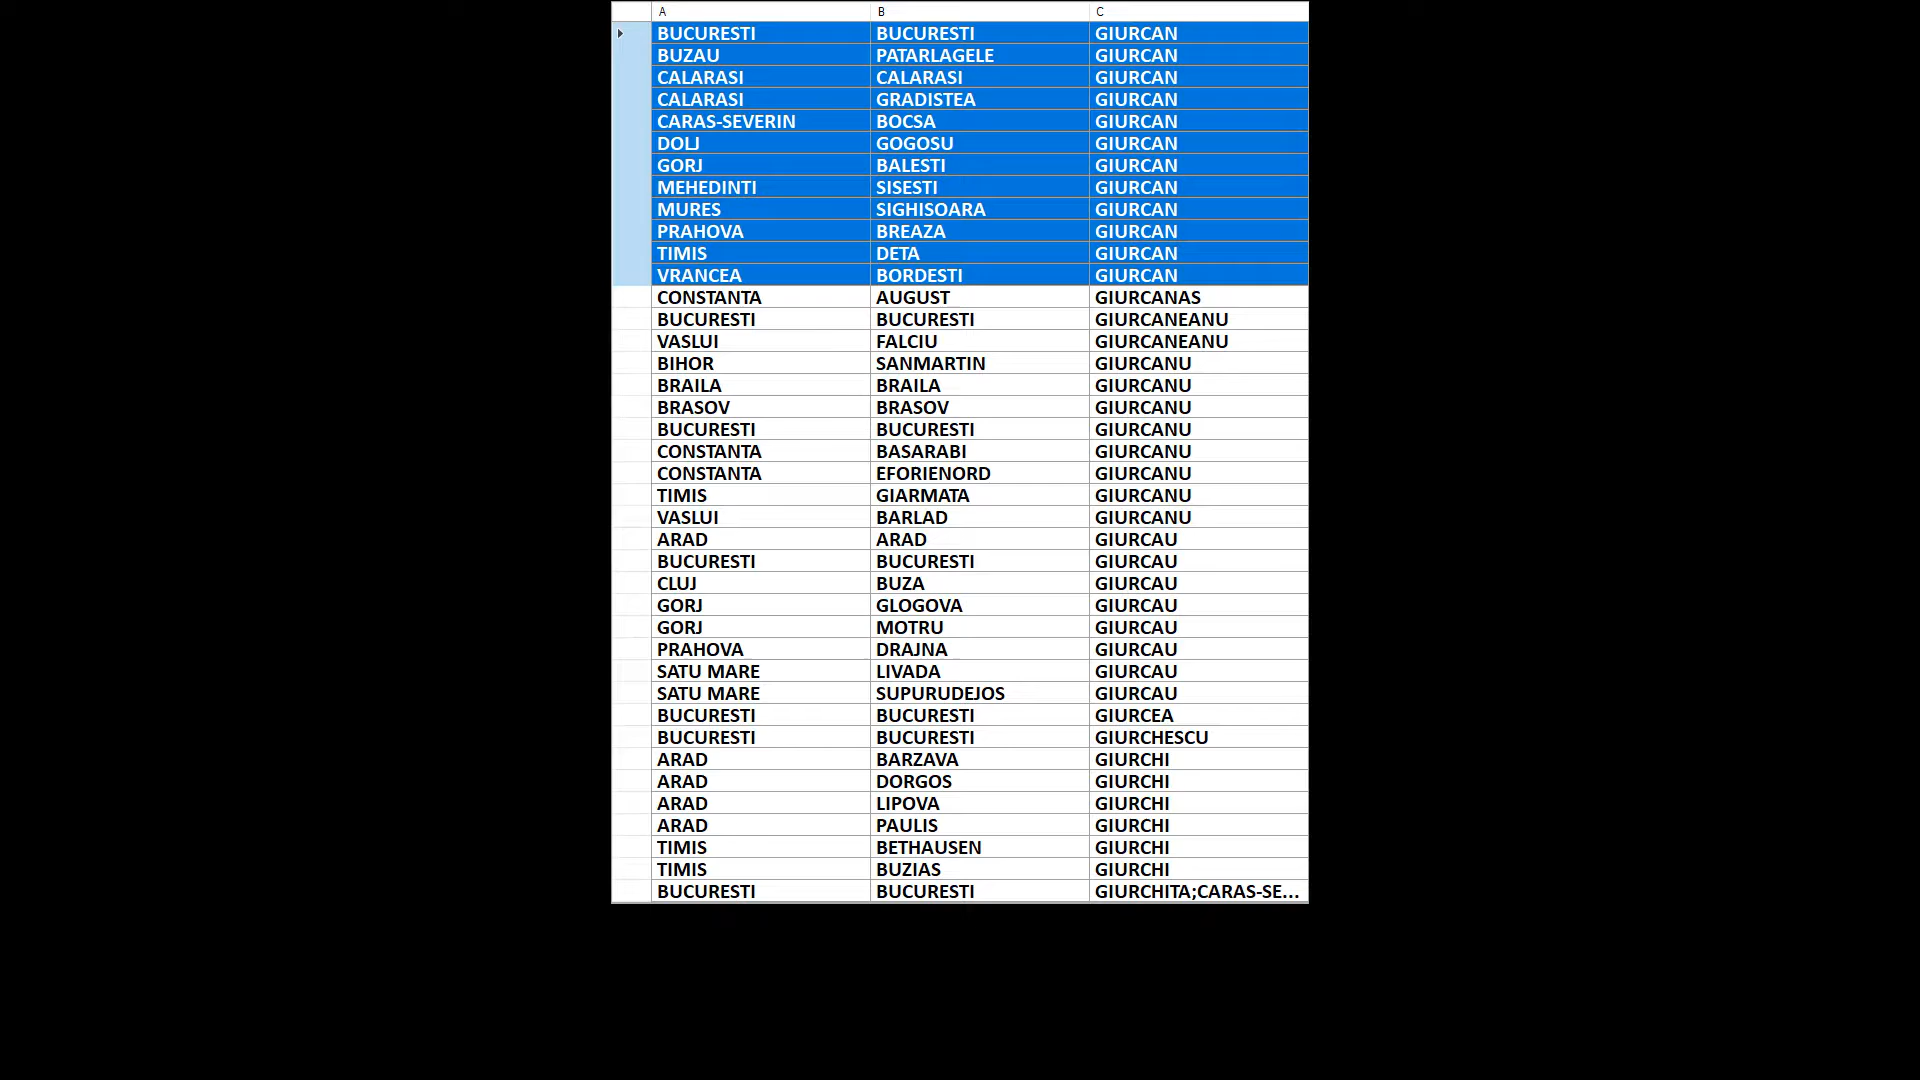 A B C
BUCURESTI BUCURESTI GIURCAN
BUZAU PATARLAGELE GIURCAN
CALARASI CALARASI GIURCAN
CALARASI GRADISTEA GIURCAN
CARAS-SEVERIN BOCSA GIURCAN
DOLJ GOGOSU GIURCAN
GORJ BALESTI GIURCAN
MEHEDINTI SISESTI GIURCAN
MURES SIGHISOARA GIURCAN
PRAHOVA BREAZA GIURCAN
TIMIS DETA GIURCAN
VRANCEA BORDESTI GIURCAN
CONSTANTA AUGUST GIURCANAS
BUCURESTI BUCURESTI GIURCANEANU
VASLUI FALCIU GIURCANEANU
BIHOR SANMARTIN GIURCANU
BRAILA BRAILA GIURCANU
BRASOV BRASOV GIURCANU
BUCURESTI BUCURESTI GIURCANU
CONSTANTA BASARABI GIURCANU
CONSTANTA EFORIENORD GIURCANU
TIMIS GIARMATA GIURCANU
VASLUI BARLAD GIURCANU
ARAD ARAD GIURCAU
BUCURESTI BUCURESTI GIURCAU
CLUJ BUZA GIURCAU
GORJ GLOGOVA GIURCAU
GORJ MOTRU GIURCAU
PRAHOVA DRAJNA GIURCAU
SATU MARE LIVADA GIURCAU
SATU MARE SUPURUDEJOS GIURCAU
BUCURESTI BUCURESTI GIURCEA
BUCURESTI BUCURESTI GIURCHESCU
ARAD BARZAVA GIURCHI
ARAD DORGOS GIURCHI
ARAD LIPOVA GIURCHI
ARAD PAULIS GIURCHI
TIMIS BETHAUSEN GIURCHI
TIMIS BUZIAS GIURCHI
BUCURESTI BUCURESTI GIURCHITA;CARAS-SE...